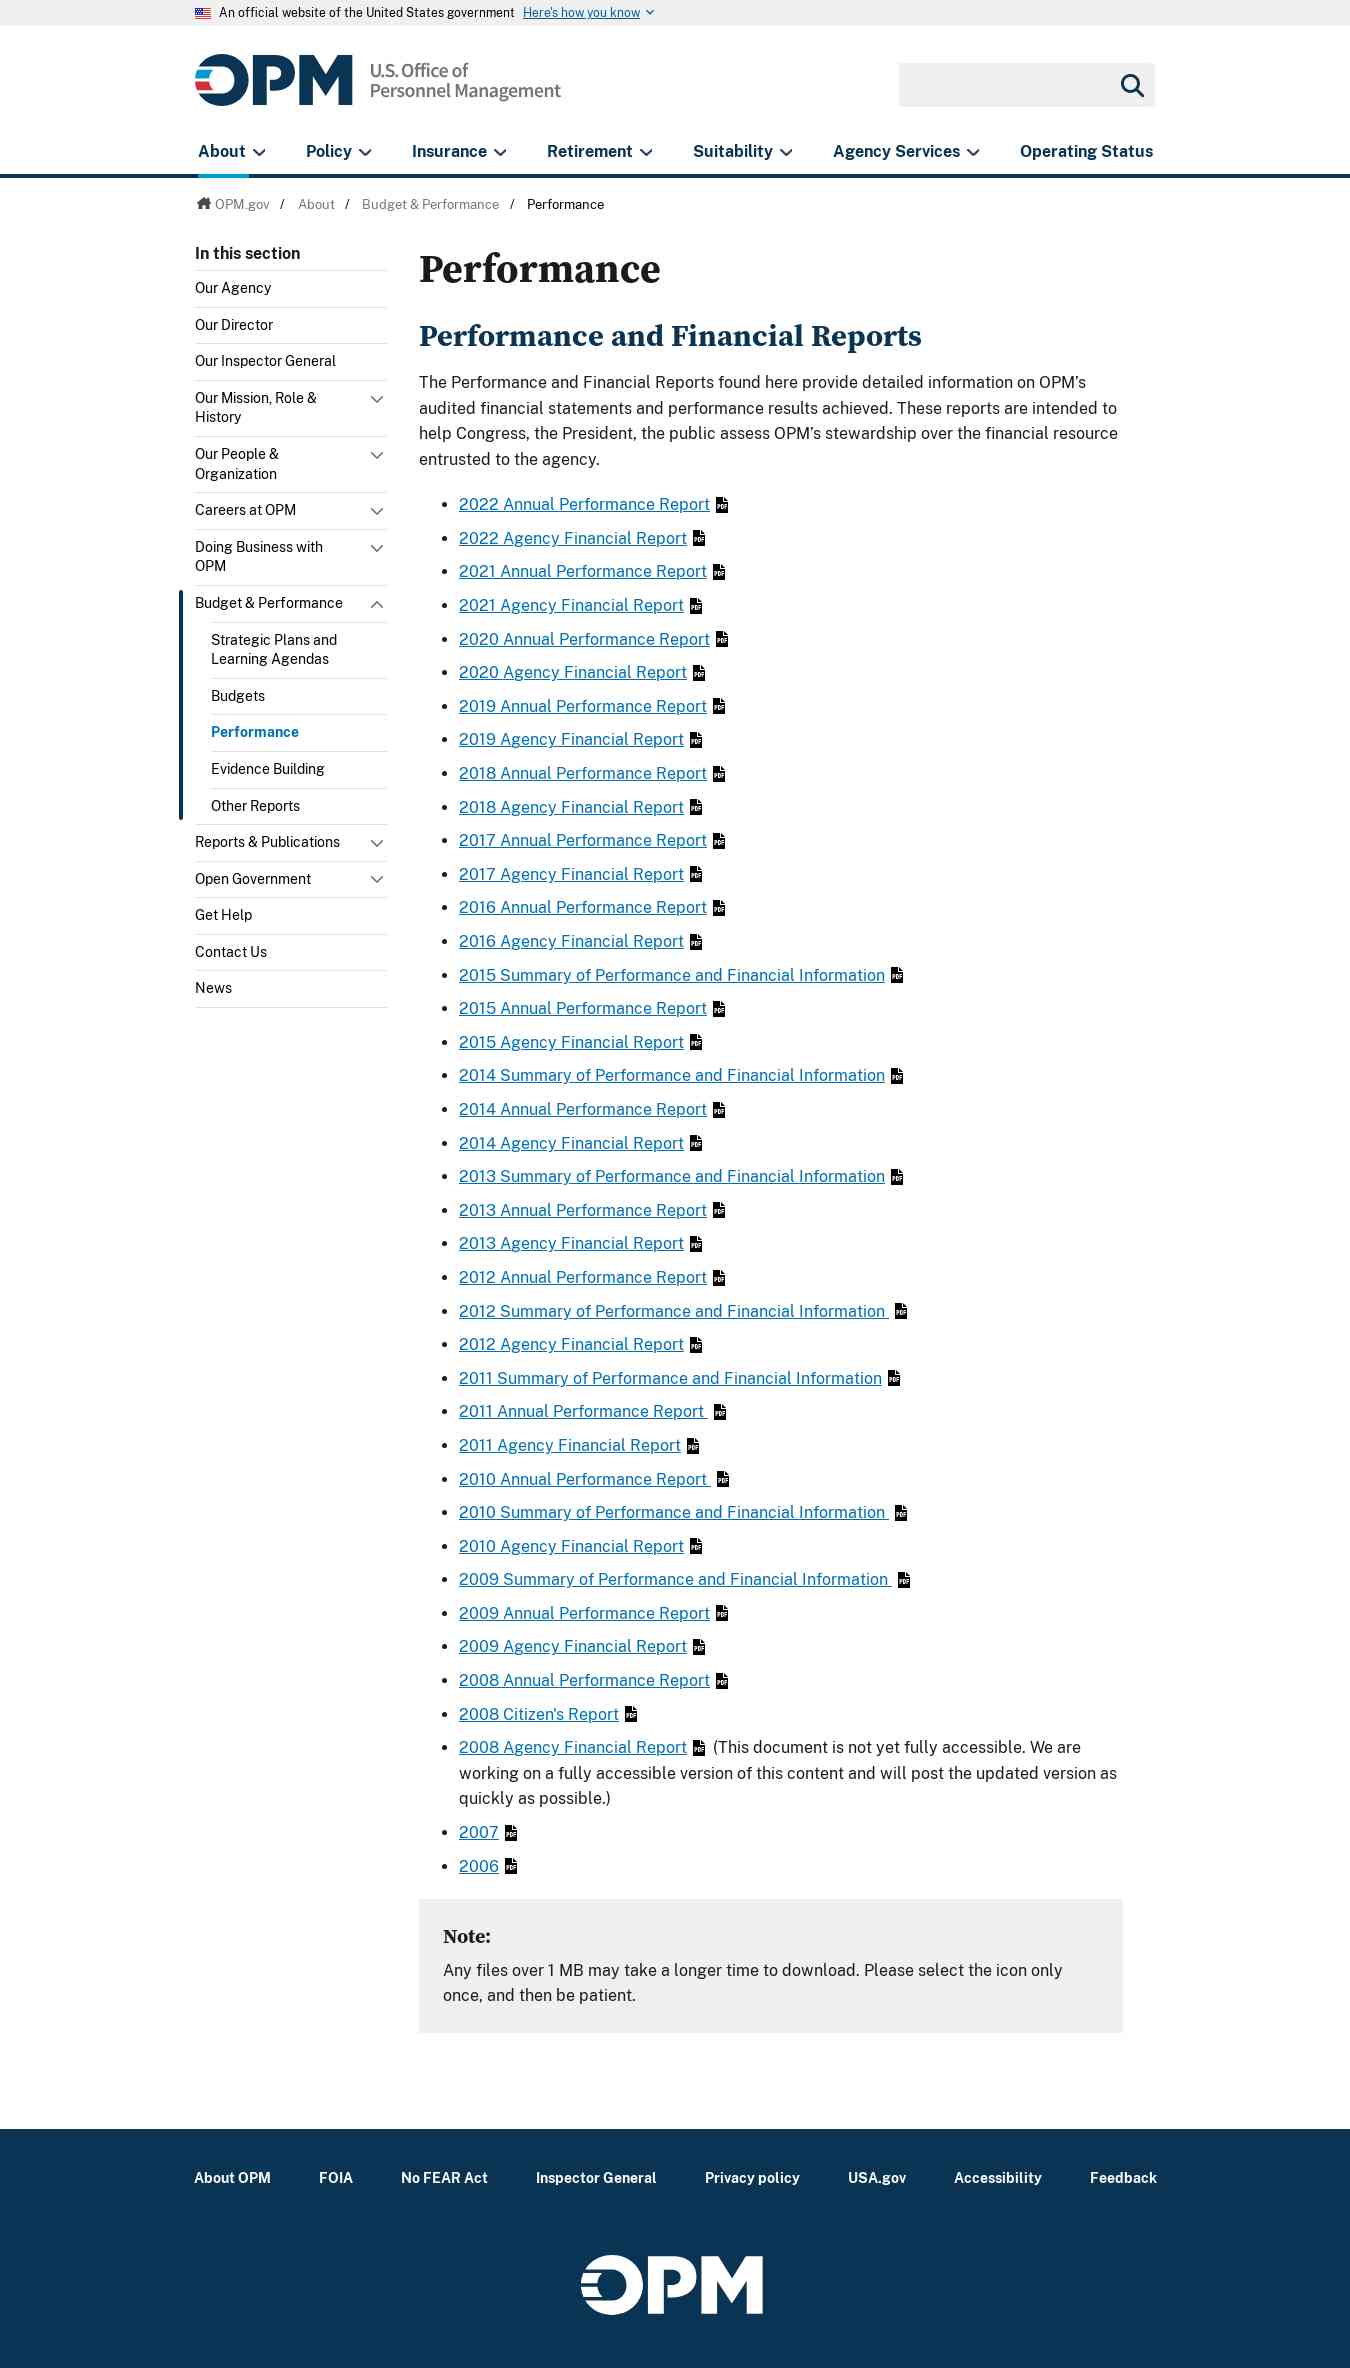 An official website of the United States government Here's how you know
OPM
U.S. Office of
Personnel Management
About
Policy
Insurance
Retirement
Suitability
Agency Services
Operating Status
OPM.gov / About / Budget & Performance / Performance
In this section
Our Agency
Our Director
Our Inspector General
Our Mission, Role &
History
Our People &
Organization
Careers at OPM
Doing Business with
OPM
Budget & Performance
Strategic Plans and
Learning Agendas
Budgets
Performance
Evidence Building
Other Reports
Reports & Publications
Open Government
Get Help
Contact Us
News
Performance
Performance and Financial Reports
The Performance and Financial Reports found here provide detailed information on OPM's
audited financial statements and performance results achieved. These reports are intended to
help Congress, the President, the public assess OPM's stewardship over the financial resource
entrusted to the agency.
2022 Annual Performance Report
2022 Agency Financial Report
2021 Annual Performance Report
2021 Agency Financial Report
2020 Annual Performance Report
2020 Agency Financial Report
2019 Annual Performance Report
2019 Agency Financial Report
2018 Annual Performance Report
2018 Agency Financial Report
2017 Annual Performance Report
2017 Agency Financial Report
2016 Annual Performance Report
2016 Agency Financial Report
2015 Summary of Performance and Financial Information
2015 Annual Performance Report
2015 Agency Financial Report
2014 Summary of Performance and Financial Information
2014 Annual Performance Report
2014 Agency Financial Report
2013 Summary of Performance and Financial Information
2013 Annual Performance Report
2013 Agency Financial Report
2012 Annual Performance Report
2012 Summary of Performance and Financial Information
2012 Agency Financial Report
2011 Summary of Performance and Financial Information
2011 Annual Performance Report
2011 Agency Financial Report
2010 Annual Performance Report
2010 Summary of Performance and Financial Information
2010 Agency Financial Report
2009 Summary of Performance and Financial Information
2009 Annual Performance Report
2009 Agency Financial Report
2008 Annual Performance Report
2008 Citizen's Report
2008 Agency Financial Report (This document is not yet fully accessible. We are
working on a fully accessible version of this content and will post the updated version as
quickly as possible.)
2007
2006
Note:
Any files over 1 MB may take a longer time to download. Please select the icon only
once, and then be patient.
About OPM
FOIA
No FEAR Act
Inspector General
Privacy policy
USA.gov
Accessibility
Feedback
OPM